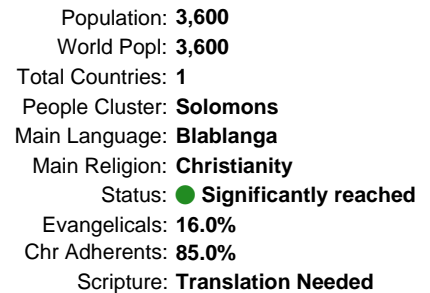 Population: 3,600
World Popl: 3,600
Total Countries: 1
People Cluster: Solomons
Main Language: Blablanga
Main Religion: Christianity
Status: Significantly reached
Evangelicals: 16.0%
Chr Adherents: 85.0%
Scripture: Translation Needed